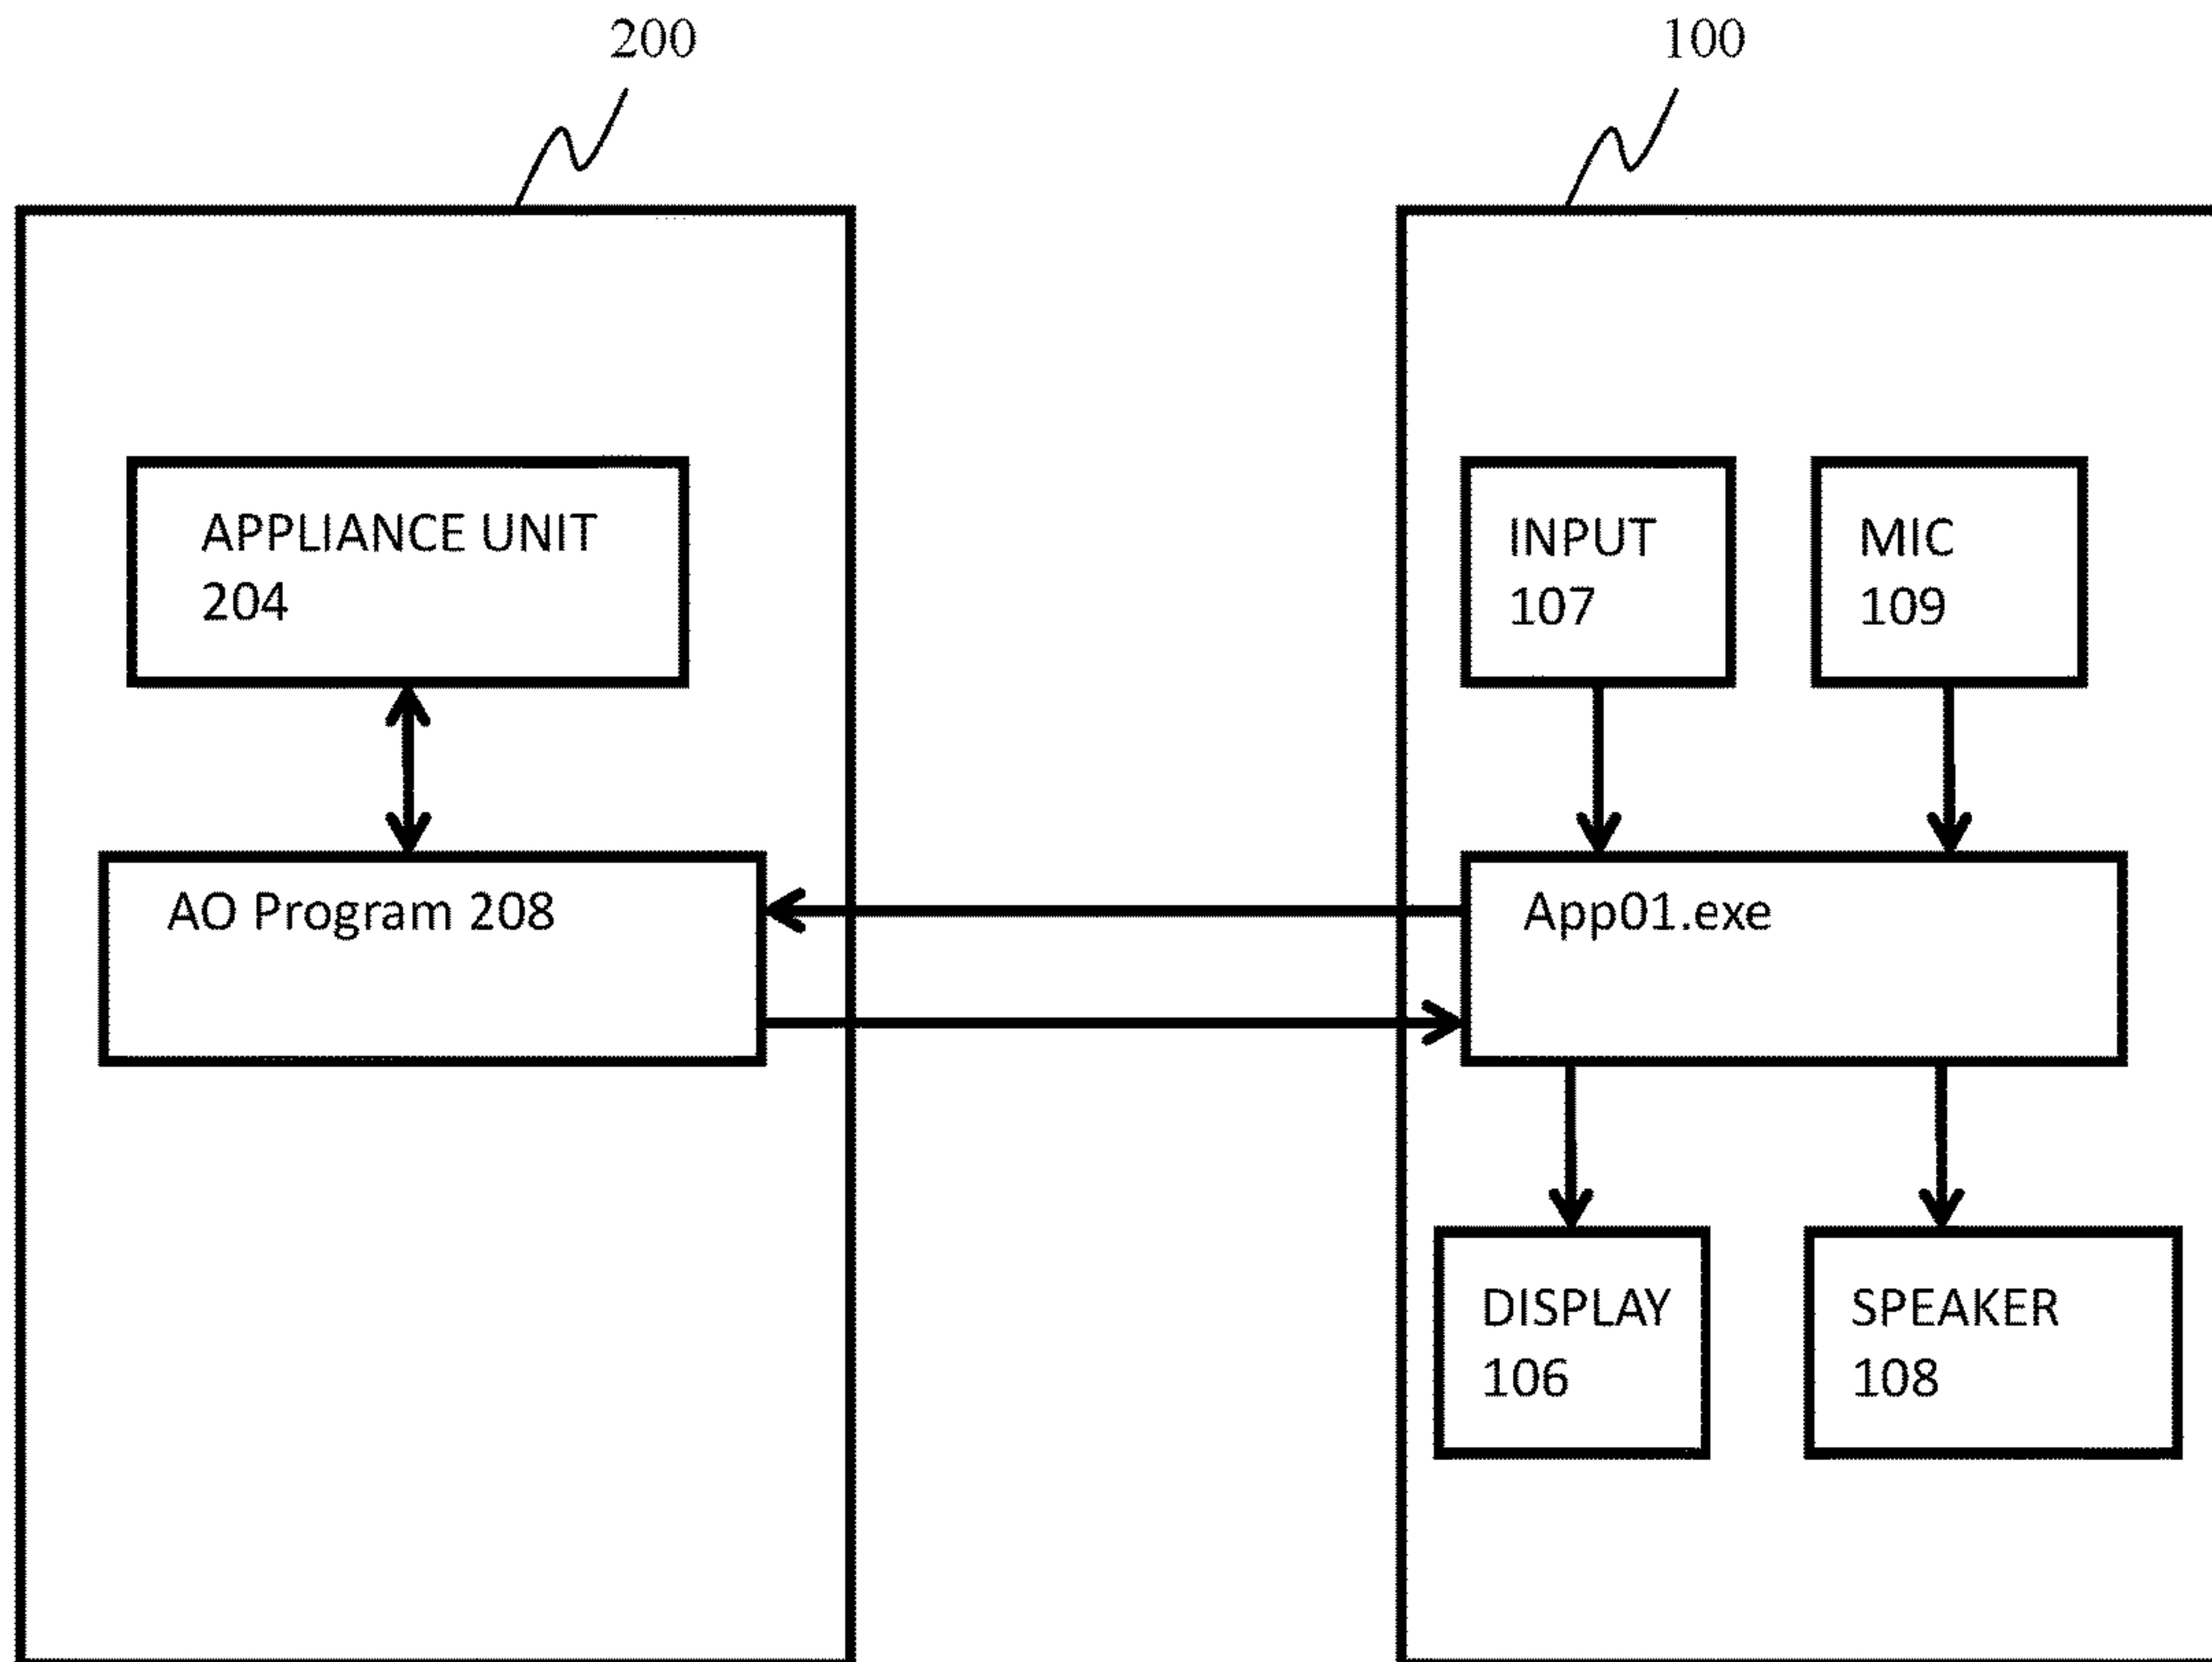 200
100
APPLIANCE UNIT
204
INPUT
107
MIC
109
AO Program 208
App01.exe
DISPLAY
106
SPEAKER
108